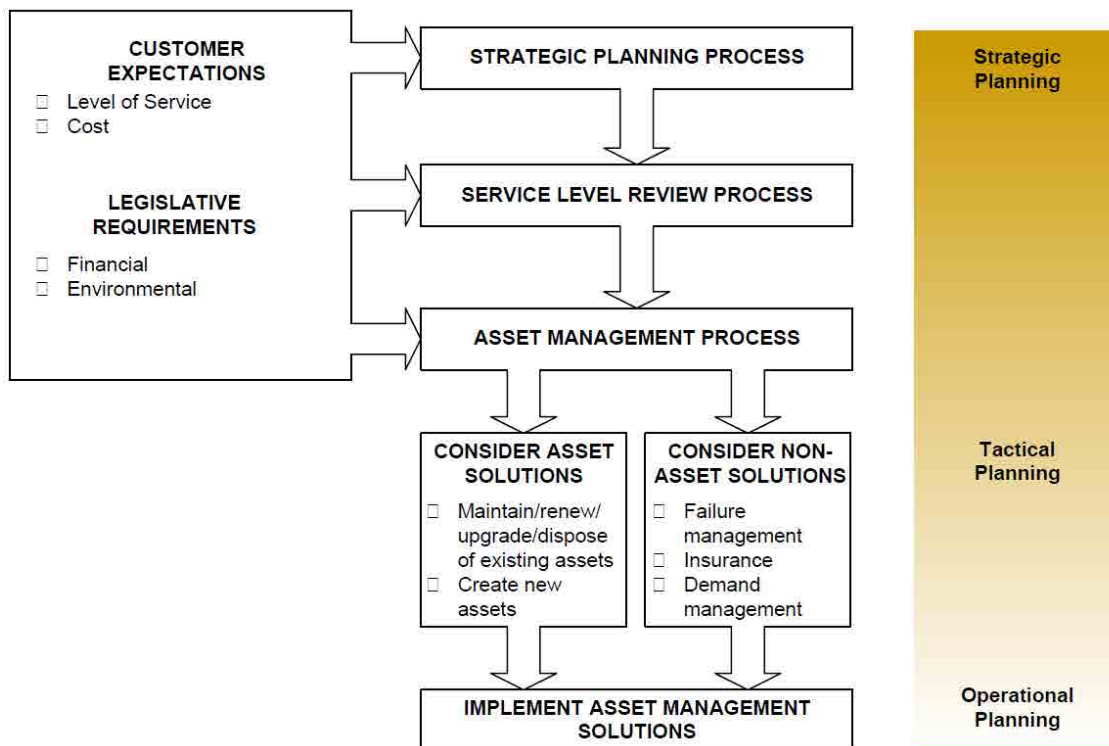 CUSTOMER
EXPECTATIONS
Level of Service
Cost
LEGISLATIVE
REQUIREMENTS
Financial
Environmental
STRATEGIC PLANNING PROCESS
SERVICE LEVEL REVIEW PROCESS
ASSET MANAGEMENT PROCESS
CONSIDER ASSET
SOLUTIONS
Maintain/renew/
upgrade/dispose
of existing assets
Create new
assets
CONSIDER NON-
ASSET SOLUTIONS
Failure
management
Insurance
Demand
management
IMPLEMENT ASSET MANAGEMENT
SOLUTIONS
Strategic
Planning
Tactical
Planning
Operational
Planning